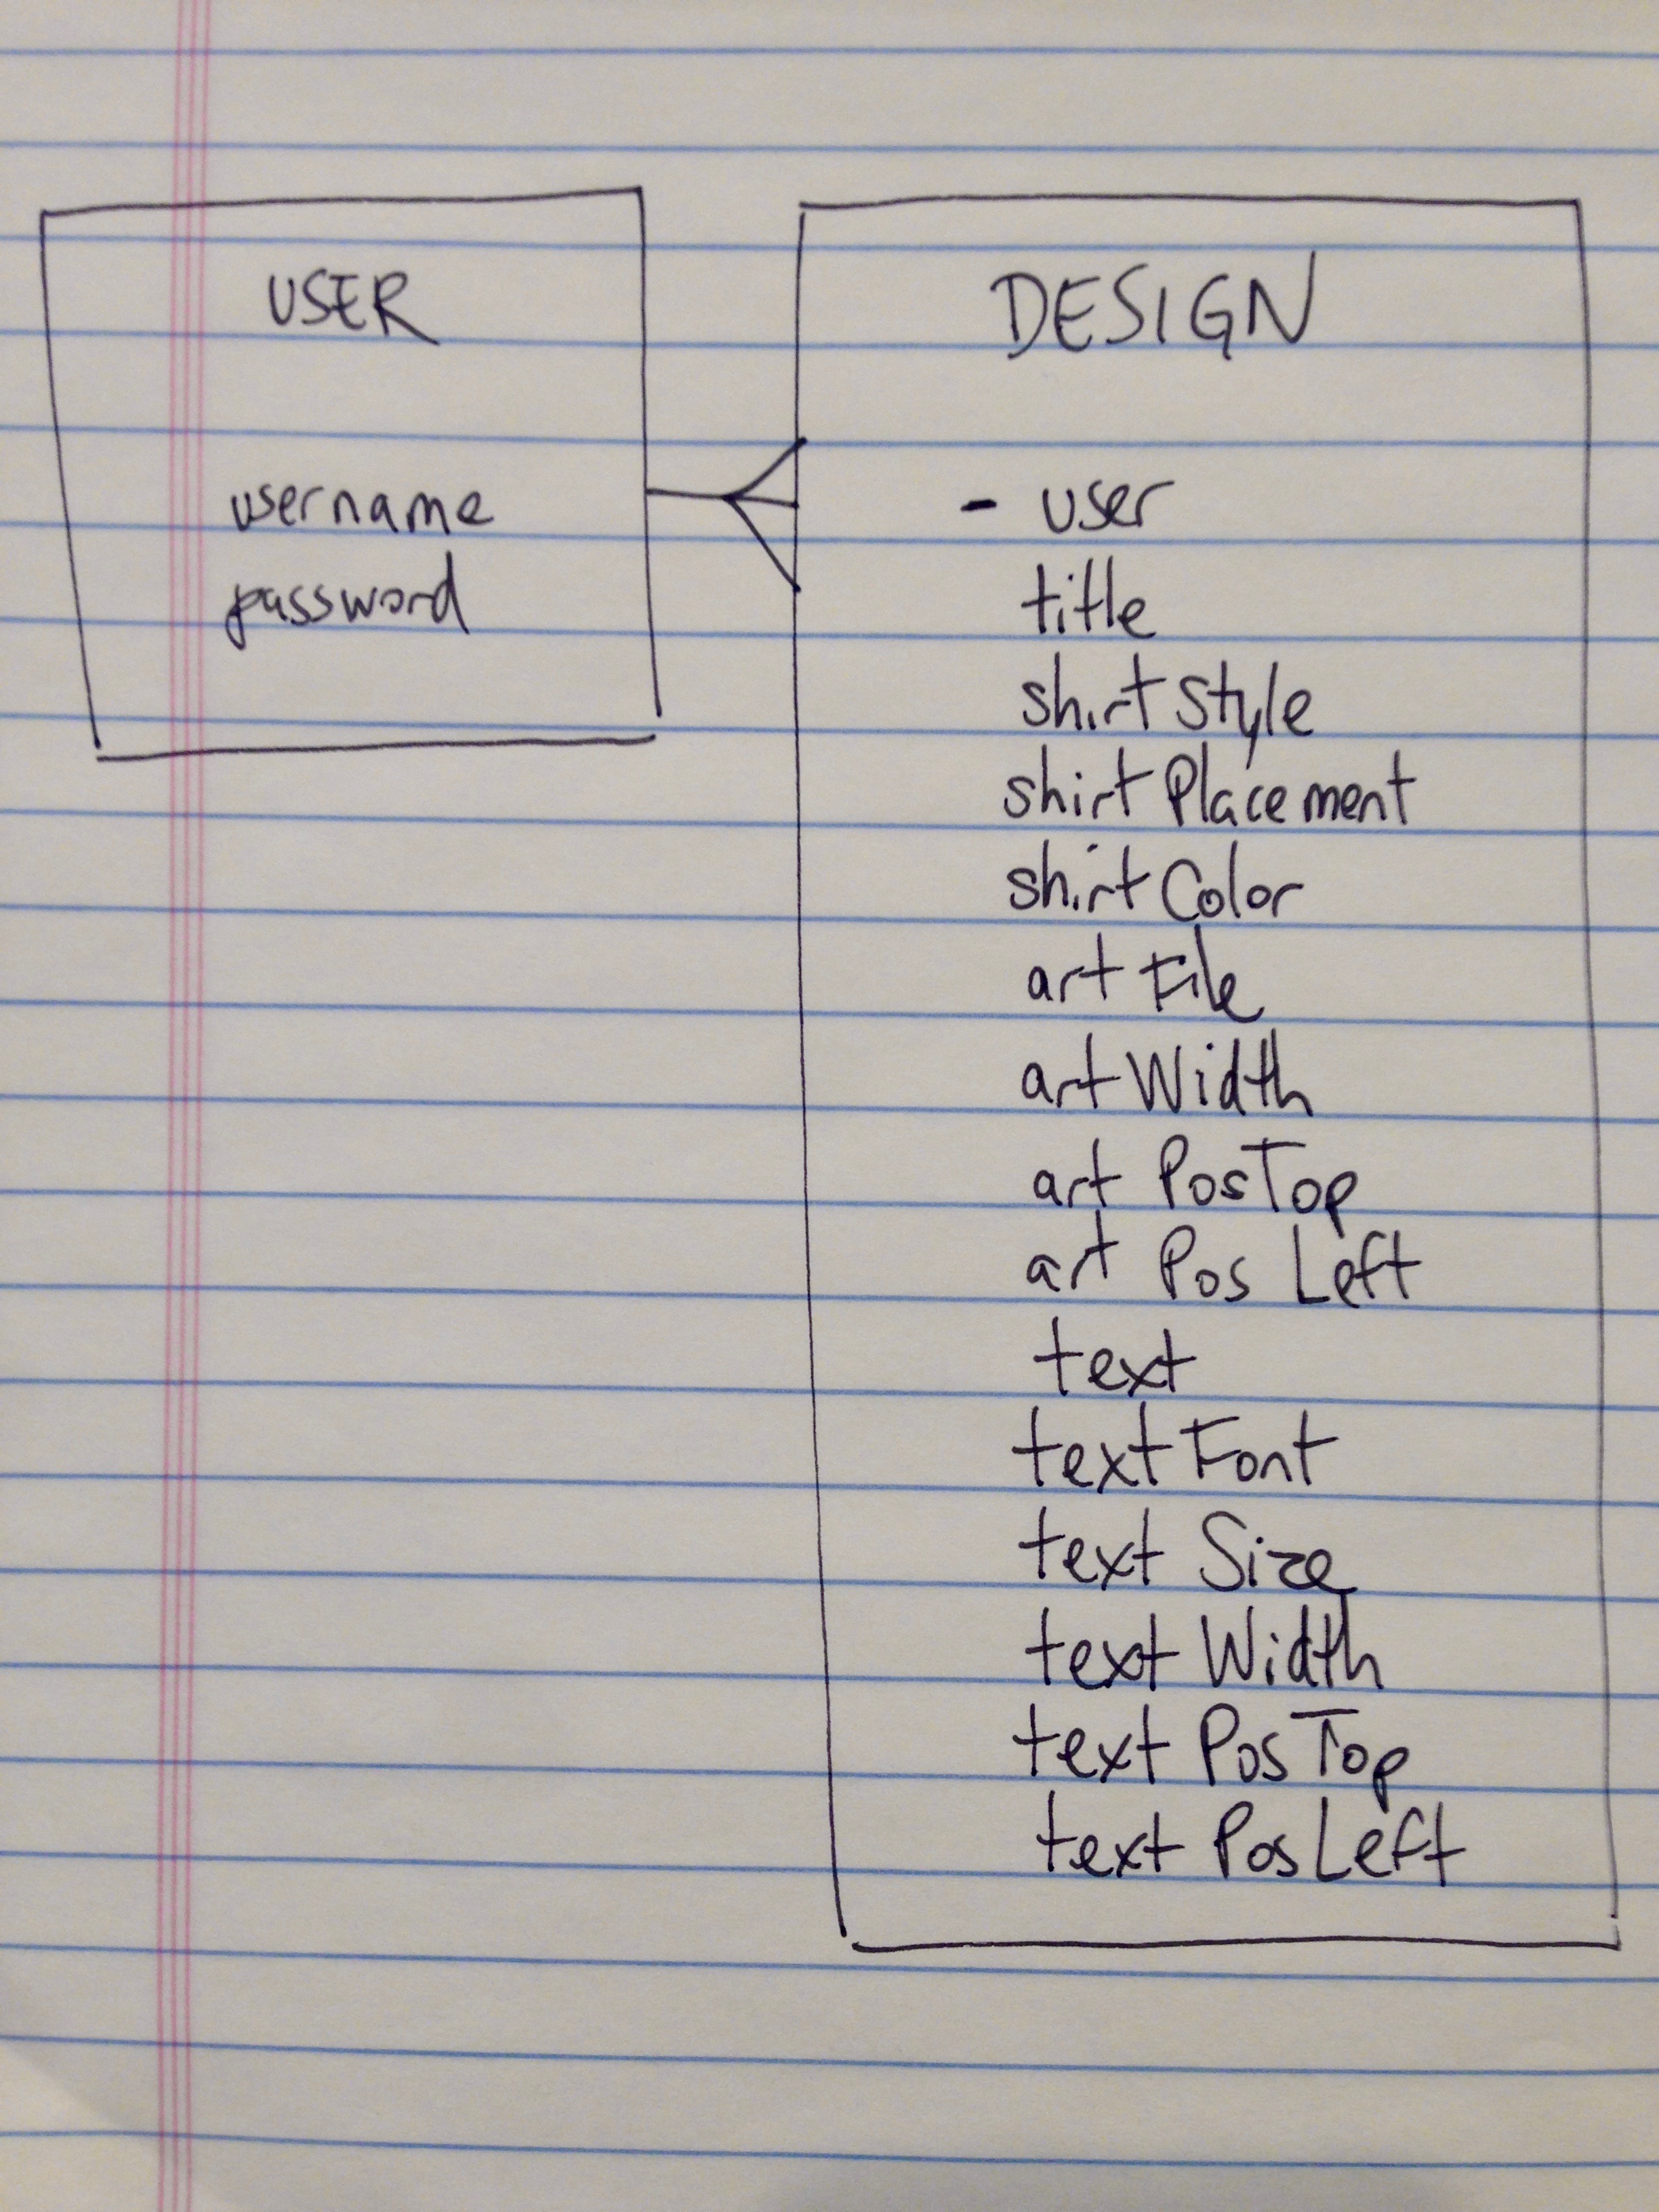 USER
username
password
DESIGN
- user
title
shirtStyle
shirtPlacement
shirtColor
artFile
artWidth
artPosTop
artPosLeft
text
textFont
textSize
textWidth
textPosTop
textPosLeft